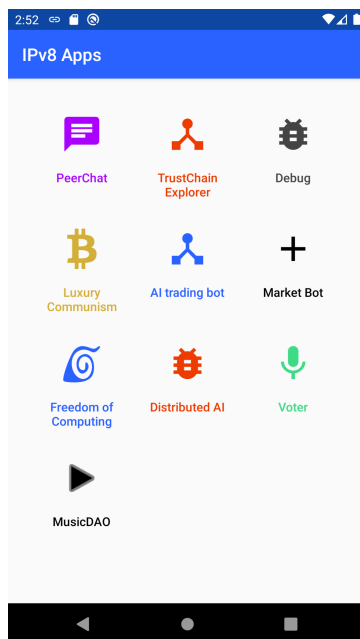 2:52
IPv8 Apps
PeerChat
TrustChain
Explorer
Debug
Luxury
Communism
AI trading bot
Market Bot
Freedom of
Computing
Distributed AI
Voter
MusicDAO